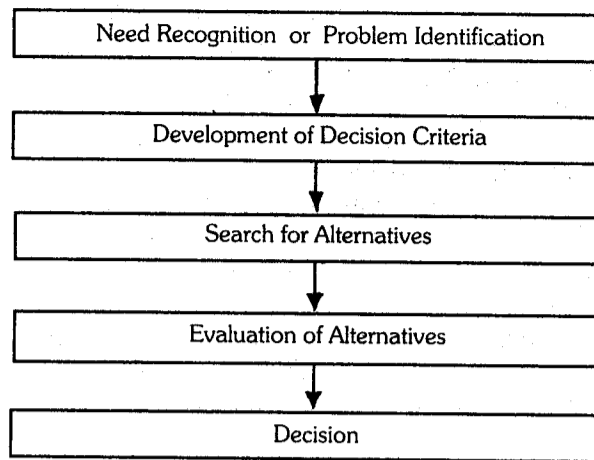 Need Recognition or Problem Identification
Development of Decision Criteria
Search for Alternatives
Evaluation of Alternatives
Decision